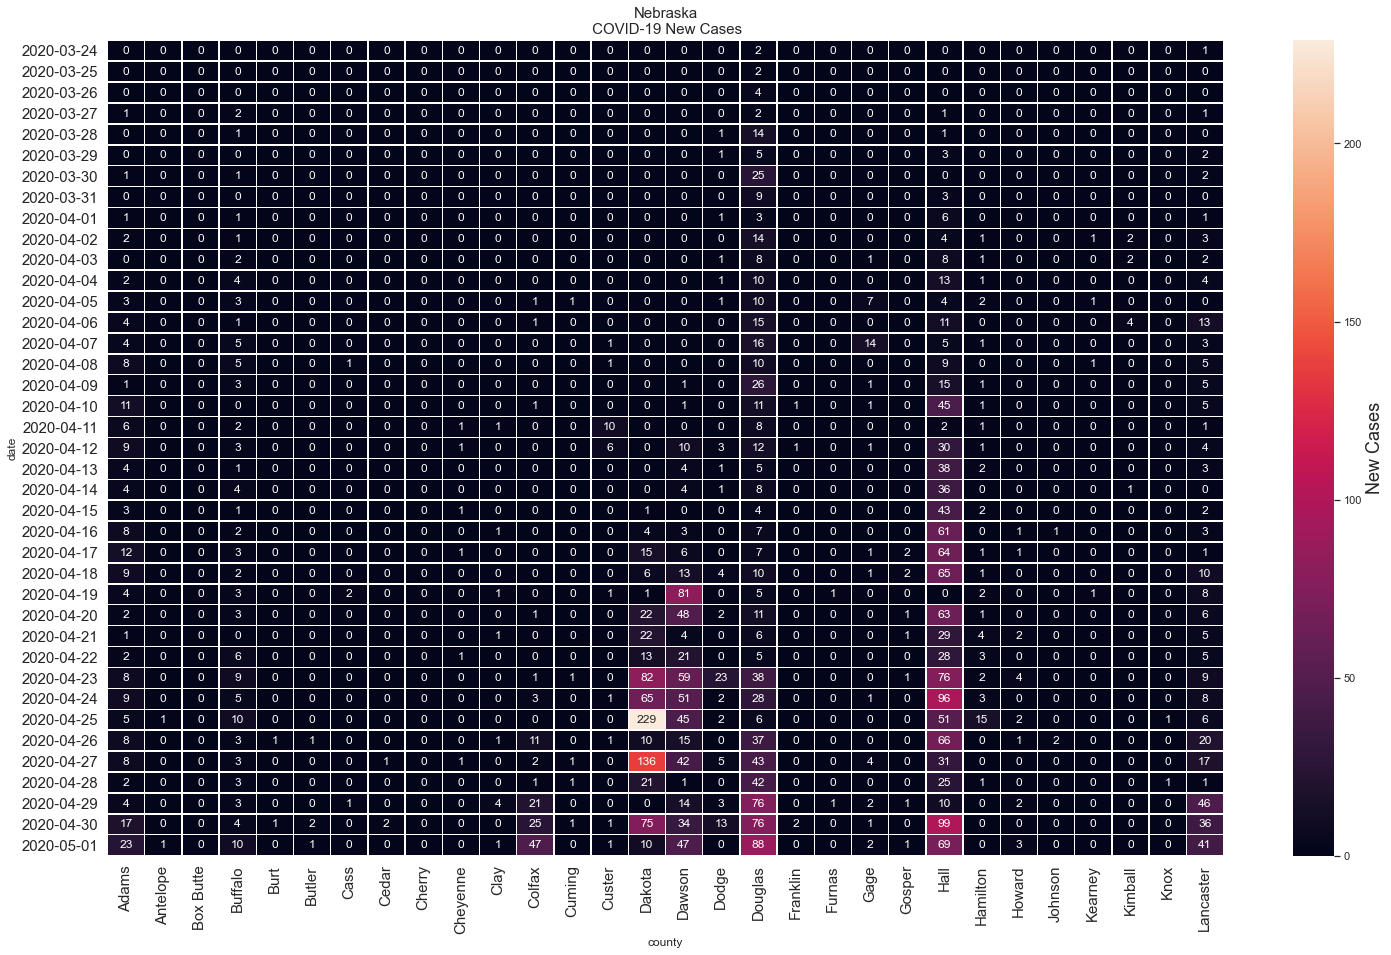 Nebraska
COVID-19 New Cases
2020-03-24 0 0 0 0 0 0 0 0 0 0 0 0 0 0 0 0 0 2 0 0 0 0 0 0 0 0 0 0 0 1
2020-03-25 0 0 0 0 0 0 0 0 0 0 0 0 0 0 0 0 0 2 0 0 0 0 0 0 0 0 0 0 0 0
2020-03-26 0 0 0 0 0 0 0 0 0 0 0 0 0 0 0 0 0 4 0 0 0 0 0 0 0 0 0 0 0 0
2020-03-27 1 0 0 2 0 0 0 0 0 0 0 0 0 0 0 0 0 2 0 0 0 0 1 0 0 0 0 0 0 1
2020-03-28 0 0 0 1 0 0 0 0 0 0 0 0 0 0 0 0 1 14 0 0 0 0 1 0 0 0 0 0 0 0
2020-03-29 0 0 0 0 0 0 0 0 0 0 0 0 0 0 0 0 1 5 0 0 0 0 3 0 0 0 0 0 0 2
2020-03-30 1 0 0 1 0 0 0 0 0 0 0 0 0 0 0 0 0 25 0 0 0 0 0 0 0 0 0 0 0 2
2020-03-31 0 0 0 0 0 0 0 0 0 0 0 0 0 0 0 0 0 9 0 0 0 0 3 0 0 0 0 0 0 0
2020-04-01 1 0 0 1 0 0 0 0 0 0 0 0 0 0 0 0 1 3 0 0 0 0 6 0 0 0 0 0 0 1
2020-04-02 2 0 0 1 0 0 0 0 0 0 0 0 0 0 0 0 0 14 0 0 0 0 4 1 0 0 1 2 0 3
2020-04-03 0 0 0 2 0 0 0 0 0 0 0 0 0 0 0 0 1 8 0 0 1 0 8 1 0 0 0 2 0 2
2020-04-04 2 0 0 4 0 0 0 0 0 0 0 0 0 0 0 0 1 10 0 0 0 0 13 1 0 0 0 0 0 4
2020-04-05 3 0 0 3 0 0 0 0 0 0 0 1 1 0 0 0 1 10 0 0 7 0 4 2 0 0 1 0 0 0
2020-04-06 4 0 0 1 0 0 0 0 0 0 0 1 0 0 0 0 0 15 0 0 0 0 11 0 0 0 0 4 0 13
2020-04-07 4 0 0 5 0 0 0 0 0 0 0 0 0 1 0 0 0 16 0 0 14 0 5 1 0 0 0 0 0 3
2020-04-08 8 0 0 5 0 0 1 0 0 0 0 0 0 1 0 0 0 10 0 0 0 0 9 0 0 0 1 0 0 5
2020-04-09 1 0 0 3 0 0 0 0 0 0 0 0 0 0 0 1 0 26 0 0 1 0 15 1 0 0 0 0 0 5
2020-04-10 11 0 0 0 0 0 0 0 0 0 0 1 0 0 0 1 0 11 1 0 1 0 45 1 0 0 0 0 0 5
2020-04-11 6 0 0 2 0 0 0 0 0 1 1 0 0 10 0 0 0 8 0 0 0 0 2 1 0 0 0 0 0 1
2020-04-12 9 0 0 3 0 0 0 0 0 1 0 0 0 6 0 10 3 12 1 0 1 0 30 1 0 0 0 0 0 4
2020-04-13 4 0 0 1 0 0 0 0 0 0 0 0 0 0 0 4 1 5 0 0 0 0 38 2 0 0 0 0 0 3
2020-04-14 4 0 0 4 0 0 0 0 0 0 0 0 0 0 0 4 1 8 0 0 0 0 36 0 0 0 0 1 0 0
2020-04-15 3 0 0 1 0 0 0 0 0 1 0 0 0 0 1 0 0 4 0 0 0 0 43 2 0 0 0 0 0 2
2020-04-16 8 0 0 2 0 0 0 0 0 0 1 0 0 0 4 3 0 7 0 0 0 0 61 0 1 1 0 0 0 3
2020-04-17 12 0 0 3 0 0 0 0 0 1 0 0 0 0 15 6 0 7 0 0 1 2 64 1 1 0 0 0 0 1
2020-04-18 9 0 0 2 0 0 0 0 0 0 0 0 0 0 6 13 4 10 0 0 1 2 65 1 0 0 0 0 0 10
2020-04-19 4 0 0 3 0 0 2 0 0 0 1 0 0 1 1 81 0 5 0 1 0 0 0 2 0 0 1 0 0 8
2020-04-20 2 0 0 3 0 0 0 0 0 0 0 1 0 0 22 48 2 11 0 0 0 1 63 1 0 0 0 0 0 6
2020-04-21 1 0 0 0 0 0 0 0 0 0 1 0 0 0 22 4 0 6 0 0 0 1 29 4 2 0 0 0 0 5
2020-04-22 2 0 0 6 0 0 0 0 0 1 0 0 0 0 13 21 0 5 0 0 0 0 28 3 0 0 0 0 0 5
2020-04-23 8 0 0 9 0 0 0 0 0 0 0 1 1 0 82 59 23 38 0 0 0 1 76 2 4 0 0 0 0 9
2020-04-24 9 0 0 5 0 0 0 0 0 0 0 3 0 1 65 51 2 28 0 0 1 0 96 3 0 0 0 0 0 8
2020-04-25 5 1 0 10 0 0 0 0 0 0 0 0 0 0 229 45 2 6 0 0 0 0 51 15 2 0 0 0 1 6
2020-04-26 8 0 0 3 1 1 0 0 0 0 1 11 0 1 10 15 0 37 0 0 0 0 66 0 1 2 0 0 0 20
2020-04-27 8 0 0 3 0 0 0 1 0 1 0 2 1 0 136 42 5 43 0 0 4 0 31 0 0 0 0 0 0 17
2020-04-28 2 0 0 3 0 0 0 0 0 0 0 1 1 0 21 1 0 42 0 0 0 0 25 1 0 0 0 0 1 1
2020-04-29 4 0 0 3 0 0 1 0 0 0 4 21 0 0 0 14 3 76 0 1 2 1 10 0 2 0 0 0 0 46
2020-04-30 17 0 0 4 1 2 0 2 0 0 0 25 1 1 75 34 13 76 2 0 1 0 99 0 0 0 0 0 0 36
2020-05-01 23 1 0 10 0 1 0 0 0 0 1 47 0 1 10 47 0 88 0 0 2 1 69 0 3 0 0 0 0 41
date
Adams Antelope Box Butte Buffalo Burt Butler Cass Cedar Cherry Cheyenne Clay Colfax Cuming Custer Dakota Dawson Dodge Douglas Franklin Furnas Gage Gosper Hall Hamilton Howard Johnson Kearney Kimball Knox Lancaster
county
200
150
100
50
0
New Cases